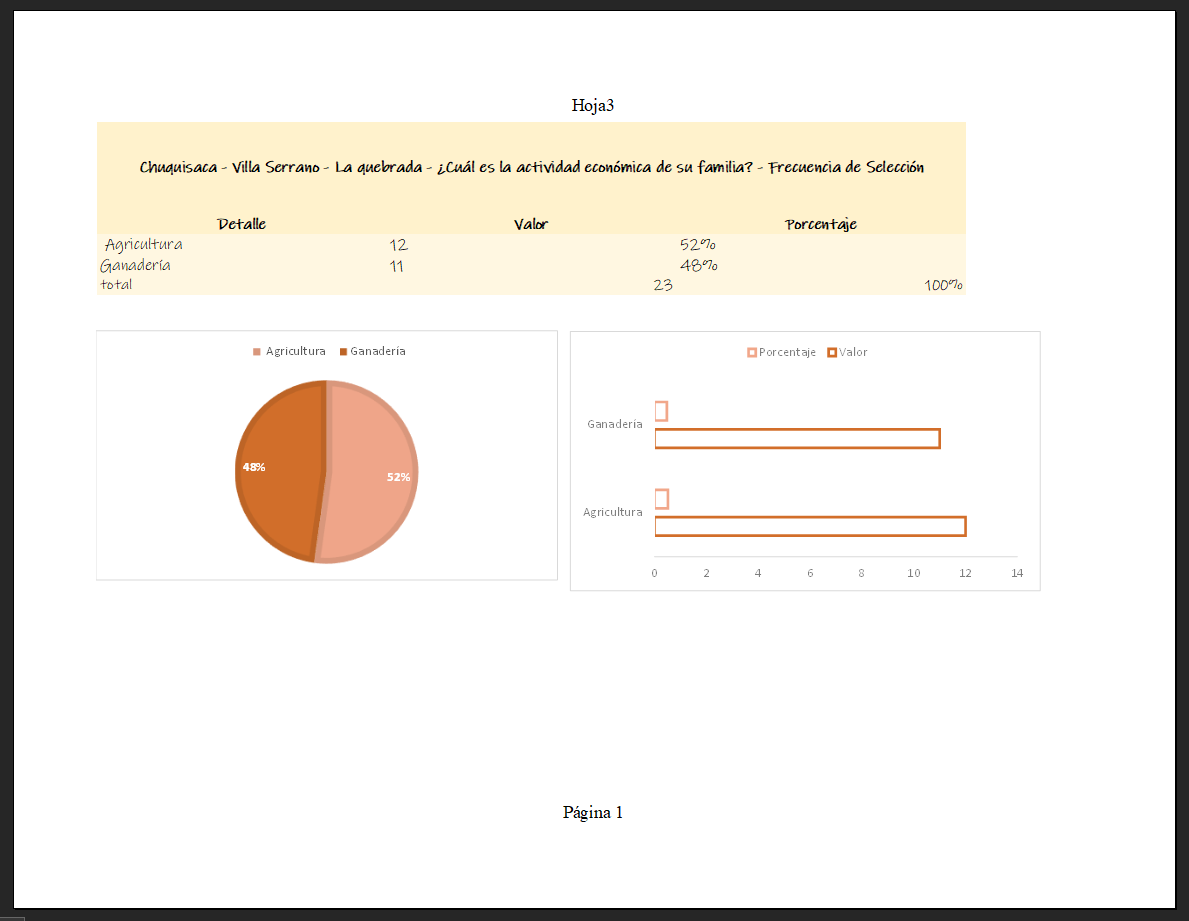 Hoja3
Chuquisaca - Villa Serrano - La quebrada - ¿Cuál es la actividad económica de su familia? - Frecuencia de Selección
Detalle Valor Porcentaje
Agricultura 12 52%
Ganadería 11 48%
total 23 100%
Agricultura Ganadería
48%
52%
Porcentaje Valor
Ganadería
Agricultura
0 2 4 6 8 10 12 14
Página 1